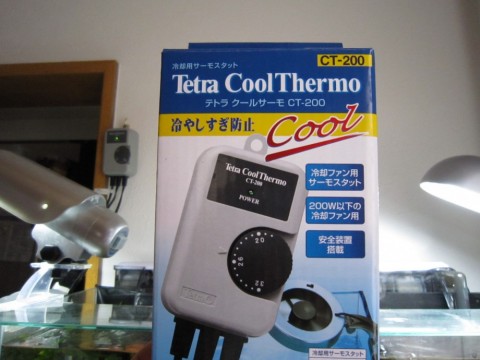 冷却用サーモスタット
CT-200
Tetra CoolThermo
テトラ クールサーモ CT-200
冷やしすぎ防止
Cool
Tetra CoolThermo
CT-200
POWER
20
25
32
冷却ファン用
サーモスタット
200W以下の
冷却ファン用
安全装置
搭載
冷却用サーモスタット